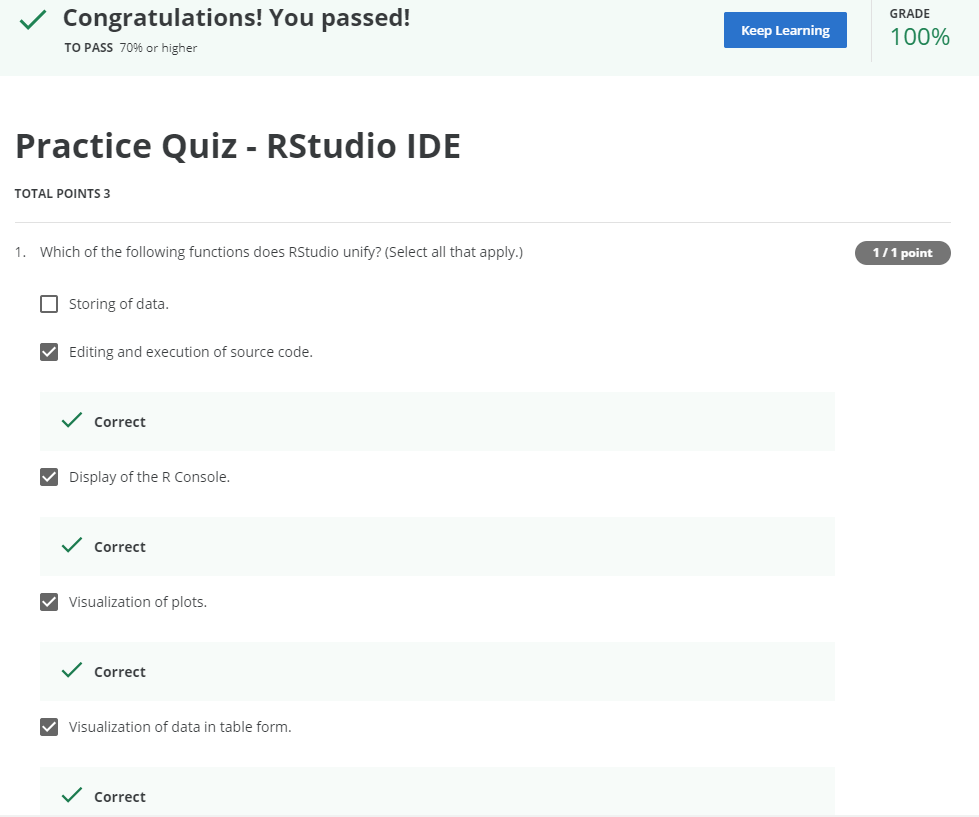 Congratulations! You passed!
TO PASS 70% or higher
Keep Learning
GRADE
100%
Practice Quiz - RStudio IDE
TOTAL POINTS 3
1. Which of the following functions does RStudio unify? (Select all that apply.)
1 / 1 point
Storing of data.
Editing and execution of source code.
Correct
Display of the R Console.
Correct
Visualization of plots.
Correct
Visualization of data in table form.
Correct